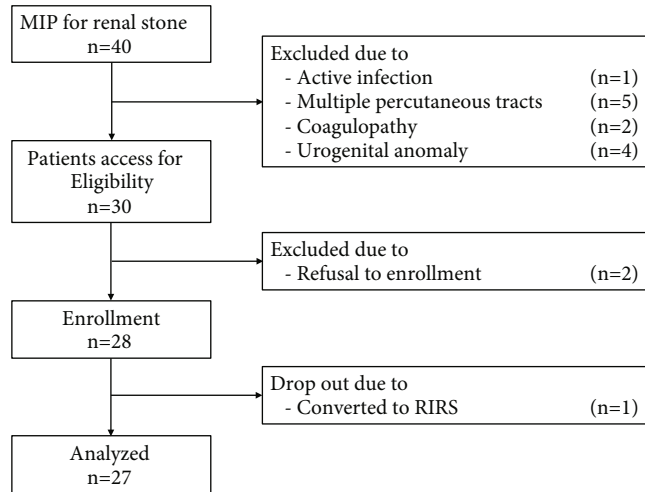 MIP for renal stone
n=40
Excluded due to
- Active infection (n=1)
- Multiple percutaneous tracts (n=5)
- Coagulopathy (n=2)
- Urogenital anomaly (n=4)
Patients access for
Eligibility
n=30
Excluded due to
- Refusal to enrollment (n=2)
Enrollment
n=28
Drop out due to
- Converted to RIRS (n=1)
Analyzed
n=27